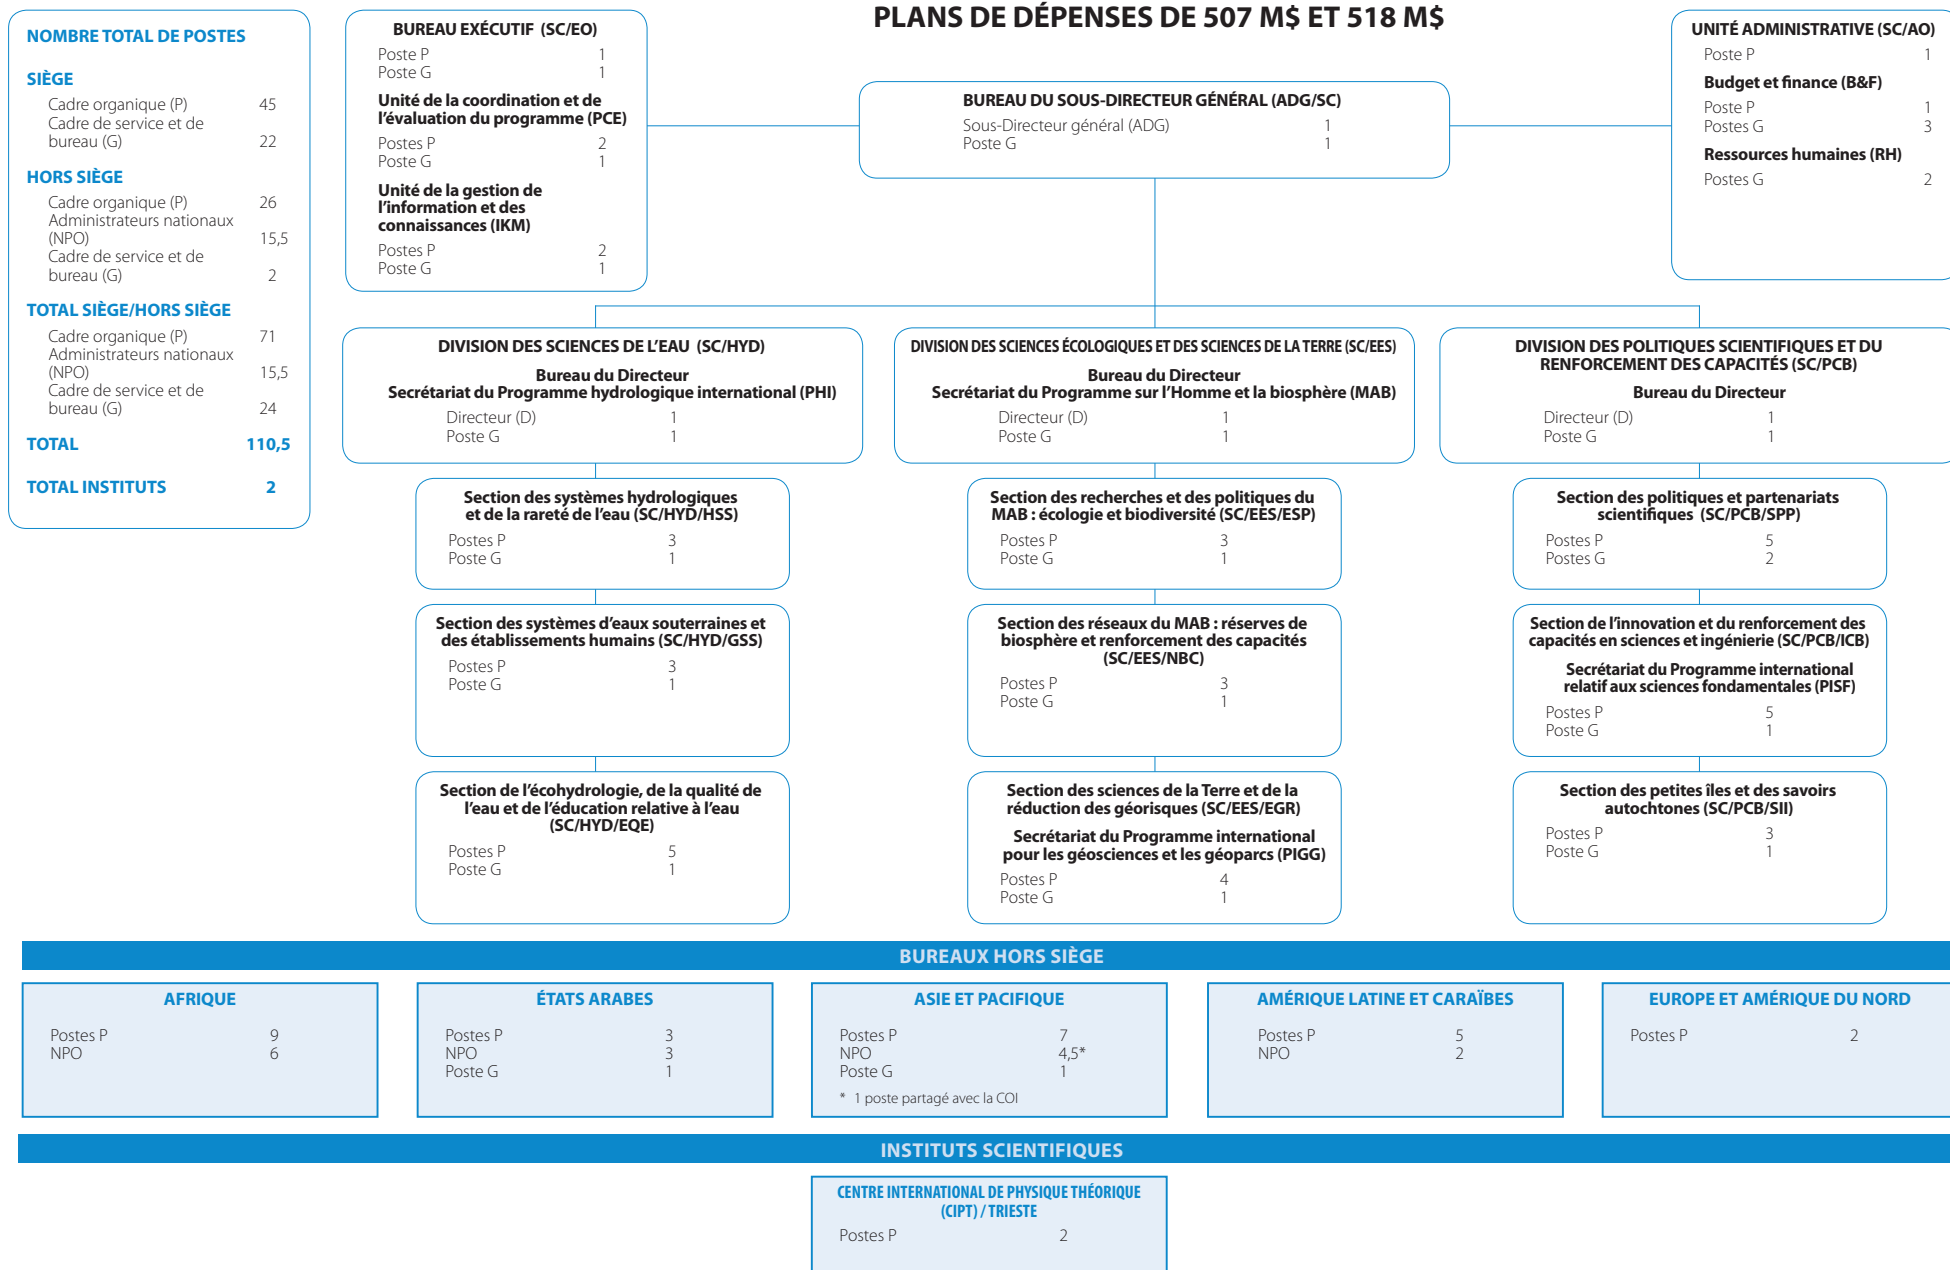 PLANS DE DÉPENSES DE 507 M$ ET 518 M$
NOMBRE TOTAL DE POSTES
SIÈGE
Cadre organique (P) 45
Cadre de service et de
bureau (G) 22
HORS SIÈGE
Cadre organique (P) 26
Administrateurs nationaux
(NPO) 15,5
Cadre de service et de
bureau (G) 2
TOTAL SIÈGE/HORS SIÈGE
Cadre organique (P) 71
Administrateurs nationaux
(NPO) 15,5
Cadre de service et de
bureau (G) 24
TOTAL 110,5
TOTAL INSTITUTS 2
BUREAU EXÉCUTIF (SC/EO)
Poste P 1
Poste G 1
Unité de la coordination et de
l'évaluation du programme (PCE)
Postes P 2
Poste G 1
Unité de la gestion de
l'information et des
connaissances (IKM)
Postes P 2
Poste G 1
BUREAU DU SOUS-DIRECTEUR GÉNÉRAL (ADG/SC)
Sous-Directeur général (ADG) 1
Poste G 1
UNITÉ ADMINISTRATIVE (SC/AO)
Poste P 1
Budget et finance (B&F)
Poste P 1
Postes G 3
Ressources humaines (RH)
Postes G 2
DIVISION DES SCIENCES DE L'EAU (SC/HYD)
Bureau du Directeur
Secrétariat du Programme hydrologique international (PHI)
Directeur (D) 1
Poste G 1
Section des systèmes hydrologiques
et de la rareté de l'eau (SC/HYD/HSS)
Postes P 3
Poste G 1
Section des systèmes d'eaux souterraines et
des établissements humains (SC/HYD/GSS)
Postes P 3
Poste G 1
Section de l'écohydrologie, de la qualité de
l'eau et de l'éducation relative à l'eau
(SC/HYD/EQE)
Postes P 5
Poste G 1
DIVISION DES SCIENCES ÉCOLOGIQUES ET DES SCIENCES DE LA TERRE (SC/EES)
Bureau du Directeur
Secrétariat du Programme sur l'Homme et la biosphère (MAB)
Directeur (D) 1
Poste G 1
Section des recherches et des politiques du
MAB : écologie et biodiversité (SC/EES/ESP)
Postes P 3
Poste G 1
Section des réseaux du MAB : réserves de
biosphère et renforcement des capacités
(SC/EES/NBC)
Postes P 3
Poste G 1
Section des sciences de la Terre et de la
réduction des géorisques (SC/EES/EGR)
Secrétariat du Programme international
pour les géosciences et les géoparcs (PIGG)
Postes P 4
Poste G 1
DIVISION DES POLITIQUES SCIENTIFIQUES ET DU
RENFORCEMENT DES CAPACITÉS (SC/PCB)
Bureau du Directeur
Directeur (D) 1
Poste G 1
Section des politiques et partenariats
scientifiques (SC/PCB/SPP)
Postes P 5
Postes G 2
Section de l'innovation et du renforcement des
capacités en sciences et ingénierie (SC/PCB/ICB)
Secrétariat du Programme international
relatif aux sciences fondamentales (PISF)
Postes P 5
Poste G 1
Section des petites îles et des savoirs
autochtones (SC/PCB/SII)
Postes P 3
Poste G 1
BUREAUX HORS SIÈGE
AFRIQUE
Postes P 9
NPO 6
ÉTATS ARABES
Postes P 3
NPO 3
Poste G 1
ASIE ET PACIFIQUE
Postes P 7
NPO 4,5*
Poste G 1
* 1 poste partagé avec la COI
AMÉRIQUE LATINE ET CARAÏBES
Postes P 5
NPO 2
EUROPE ET AMÉRIQUE DU NORD
Postes P 2
INSTITUTS SCIENTIFIQUES
CENTRE INTERNATIONAL DE PHYSIQUE THÉORIQUE
(CIPT) / TRIESTE
Postes P 2